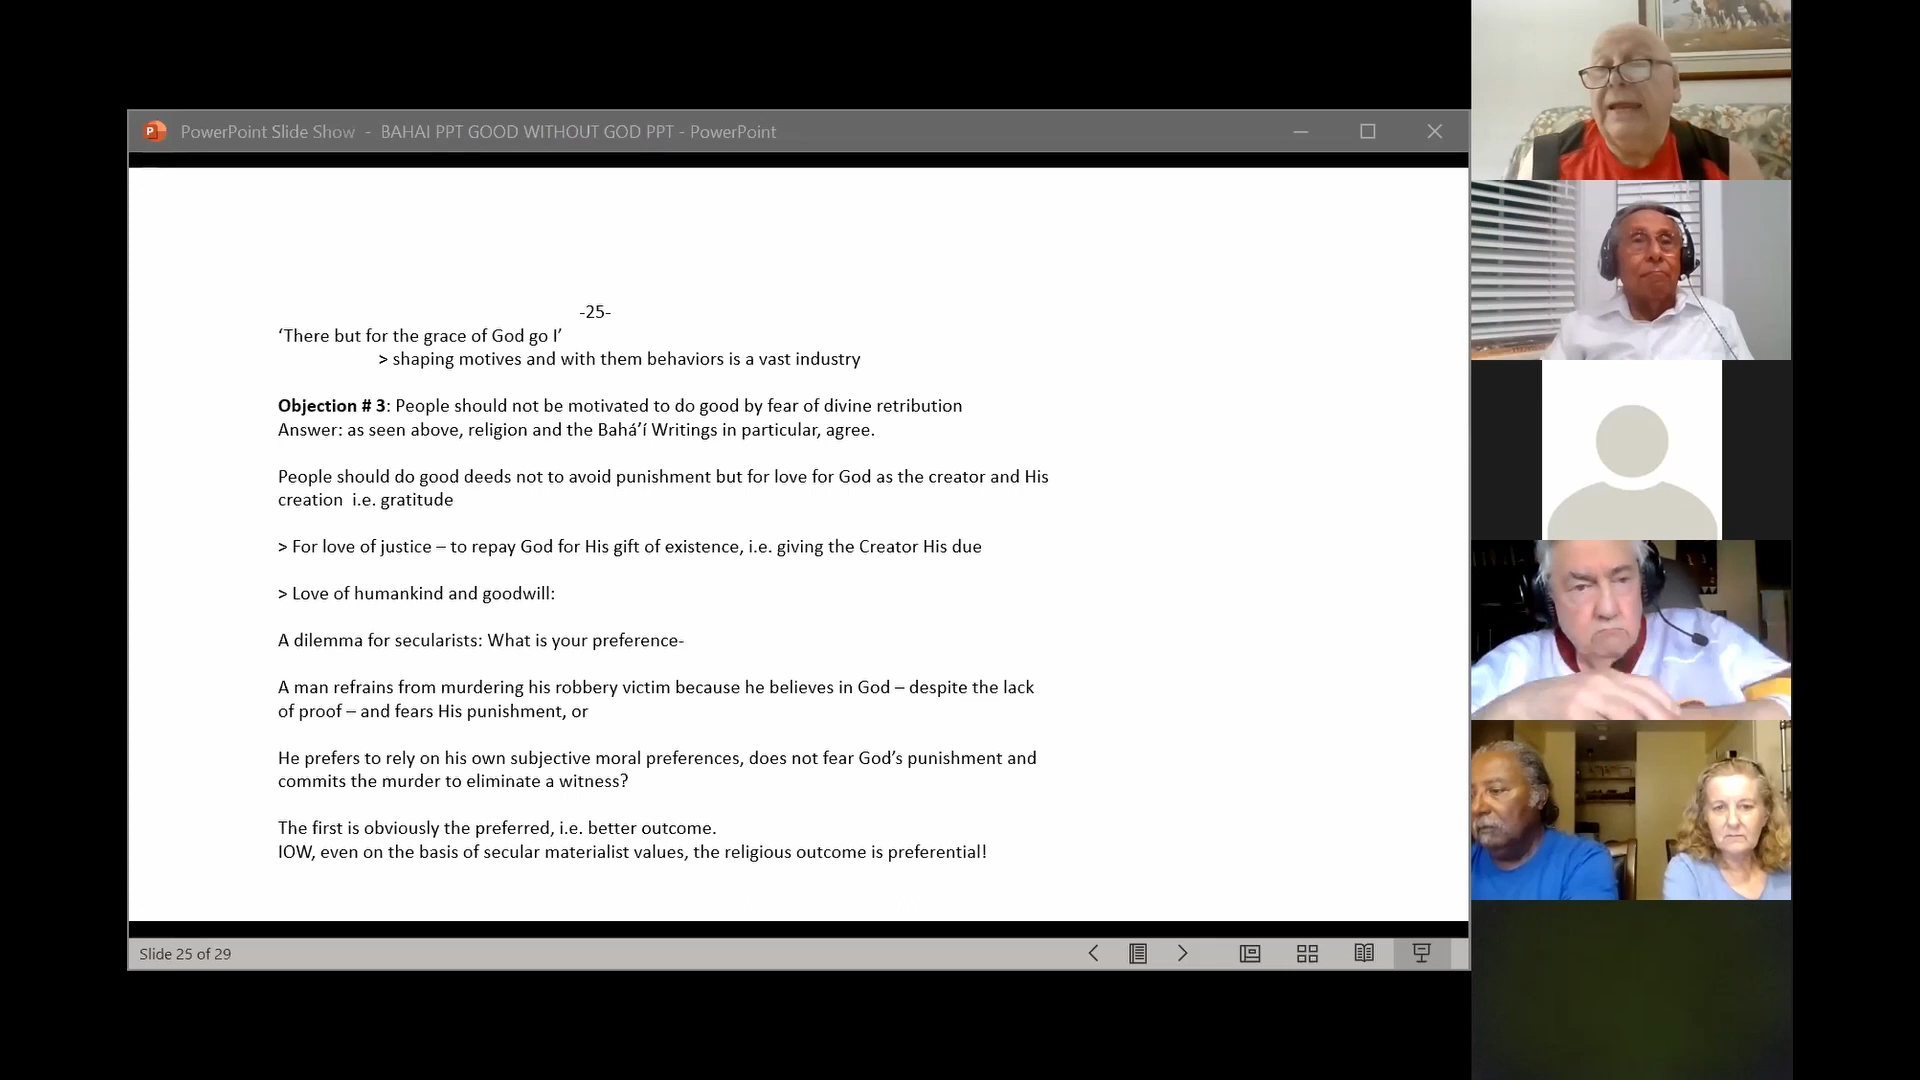 P
PowerPoint Slide Show - BAHAI PPT GOOD WITHOUT GOD PPT - PowerPoint
-25-
‘There but for the grace of God go I’
> shaping motives and with them behaviors is a vast industry
Objection # 3: People should not be motivated to do good by fear of divine retribution
Answer: as seen above, religion and the Bahá’í Writings in particular, agree.
People should do good deeds not to avoid punishment but for love for God as the creator and His
creation i.e. gratitude
> For love of justice – to repay God for His gift of existence, i.e. giving the Creator His due
> Love of humankind and goodwill:
A dilemma for secularists: What is your preference-
A man refrains from murdering his robbery victim because he believes in God – despite the lack
of proof – and fears His punishment, or
He prefers to rely on his own subjective moral preferences, does not fear God’s punishment and
commits the murder to eliminate a witness?
The first is obviously the preferred, i.e. better outcome.
IOW, even on the basis of secular materialist values, the religious outcome is preferential!
Slide 25 of 29